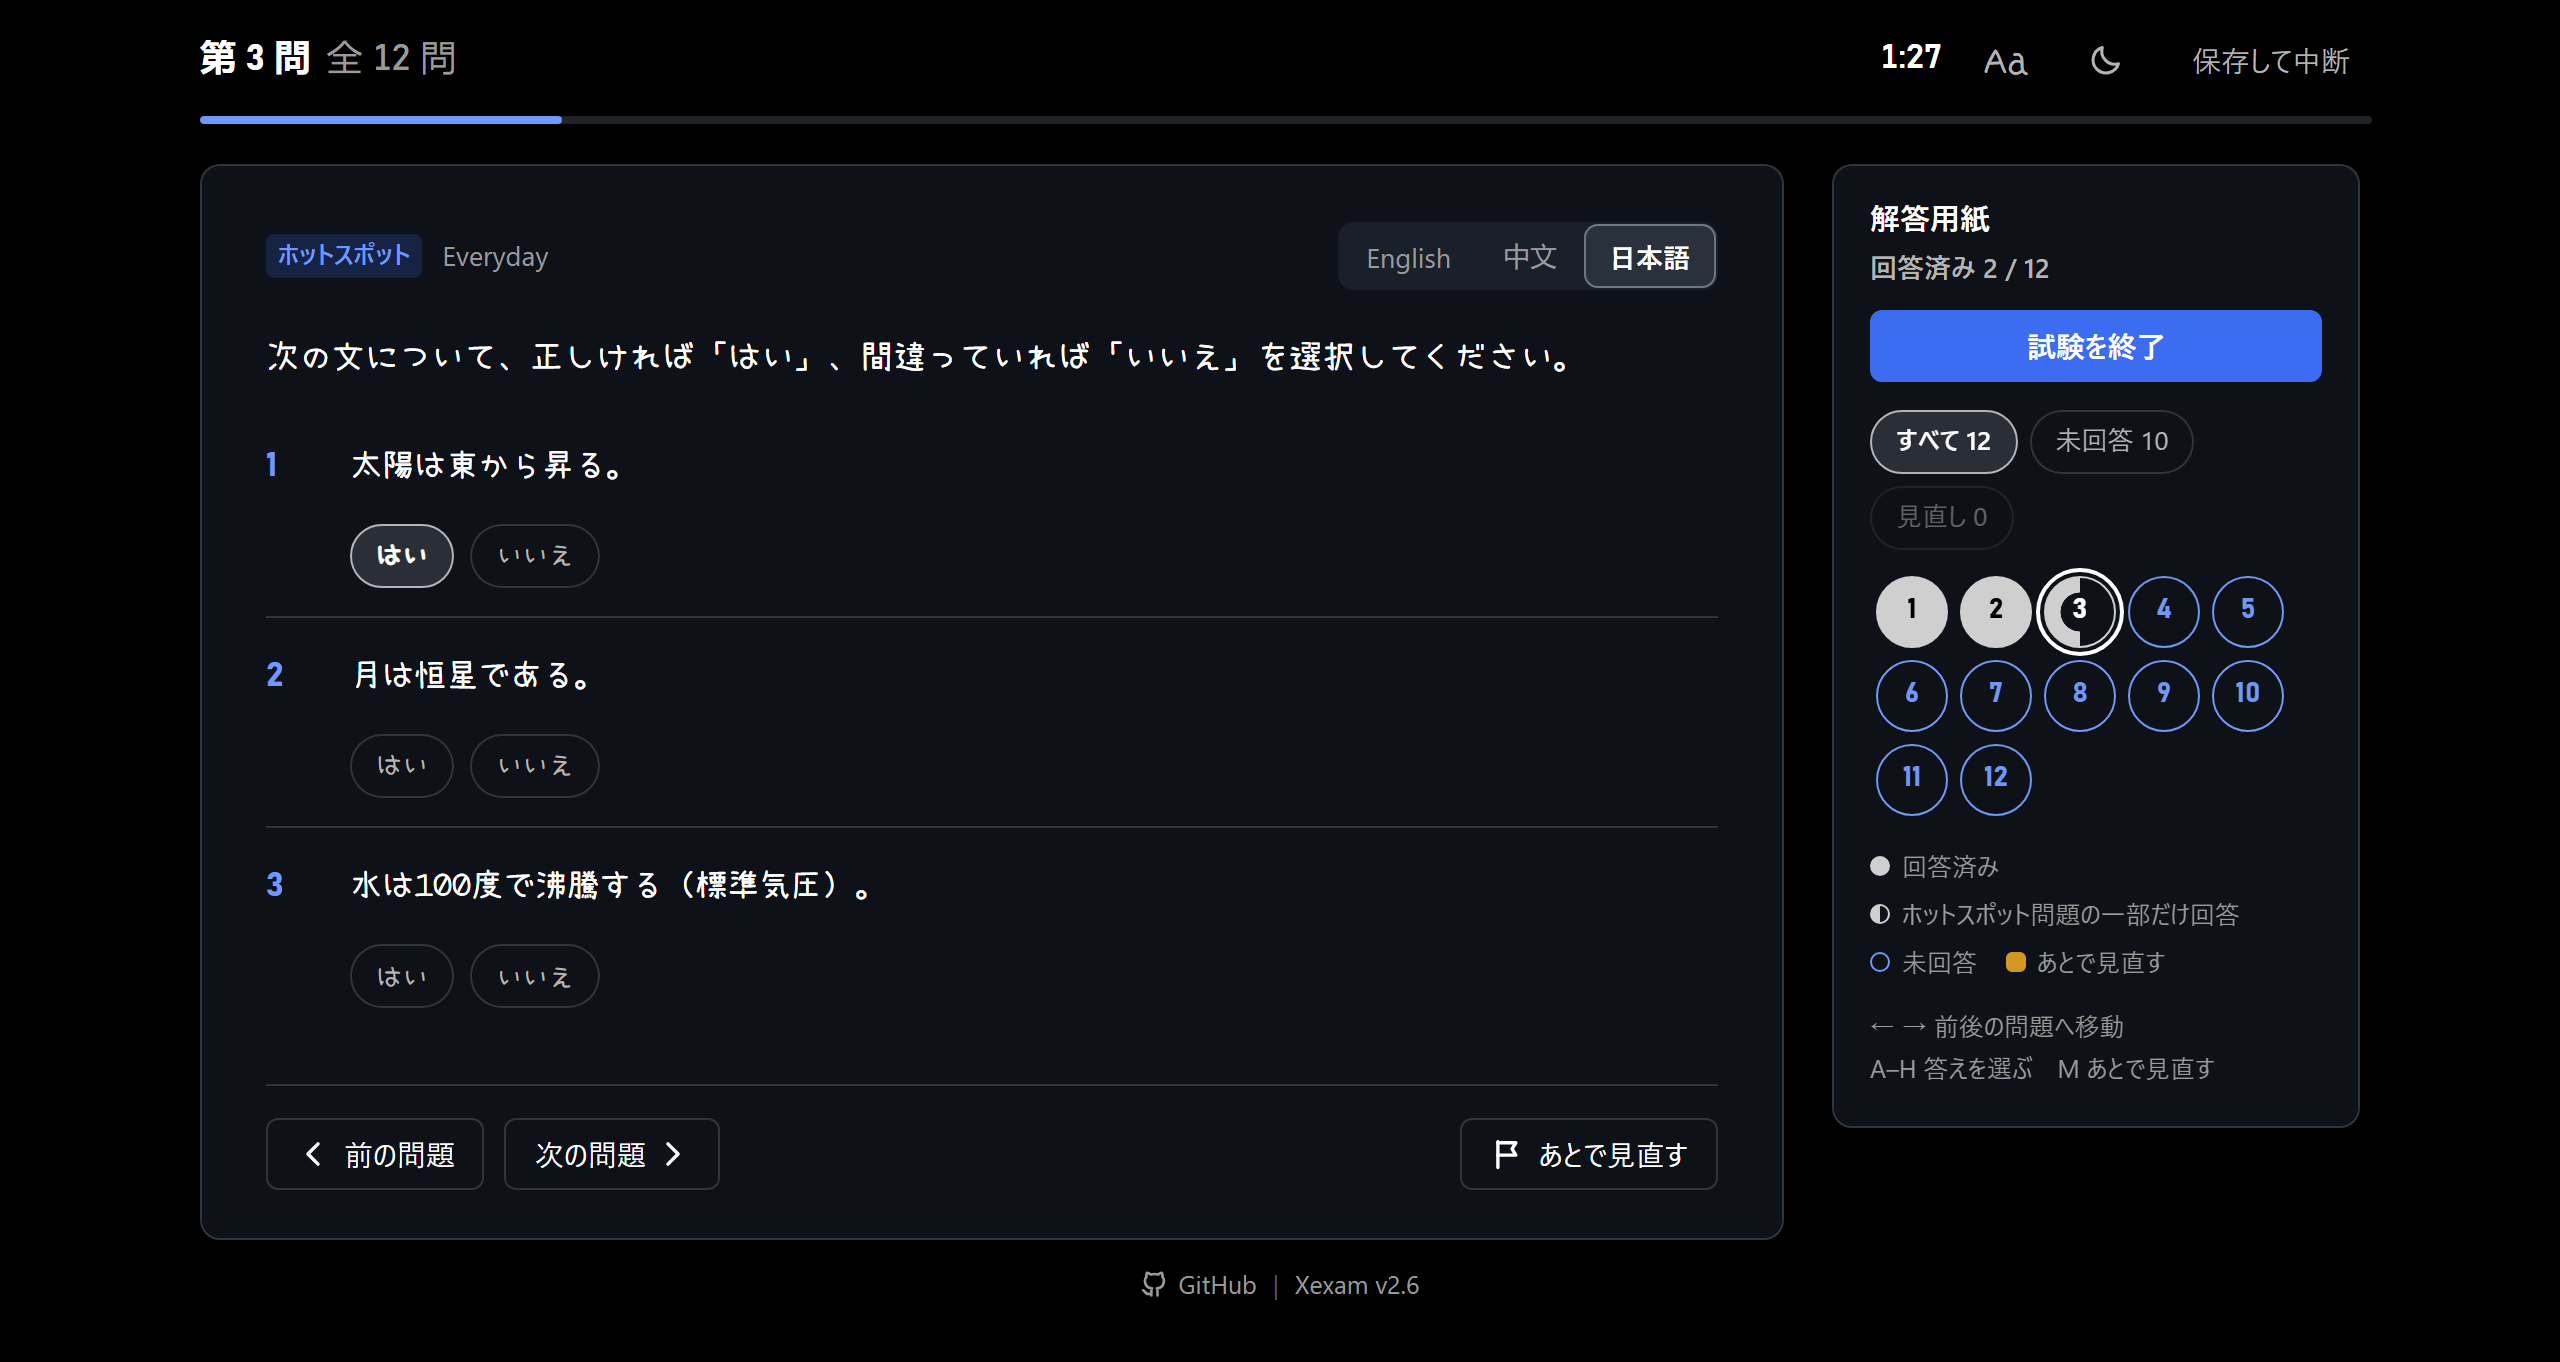 第 3 問 全 12 問
1:27 Aa 保存して中断
ホットスポット Everyday
English 中文 日本語
次の文について、正しければ「はい」、間違っていれば「いいえ」を選択してください。
1 太陽は東から昇る。
はい いいえ
2 月は恒星である。
はい いいえ
3 水は100度で沸騰する（標準気圧）。
はい いいえ
前の問題 次の問題 あとで見直す
解答用紙
回答済み 2 / 12
試験を終了
すべて 12 未回答 10
見直し 0
1 2 3 4 5
6 7 8 9 10
11 12
回答済み
ホットスポット問題の一部だけ回答
未回答 あとで見直す
← → 前後の問題へ移動
A–H 答えを選ぶ M あとで見直す
GitHub | Xexam v2.6